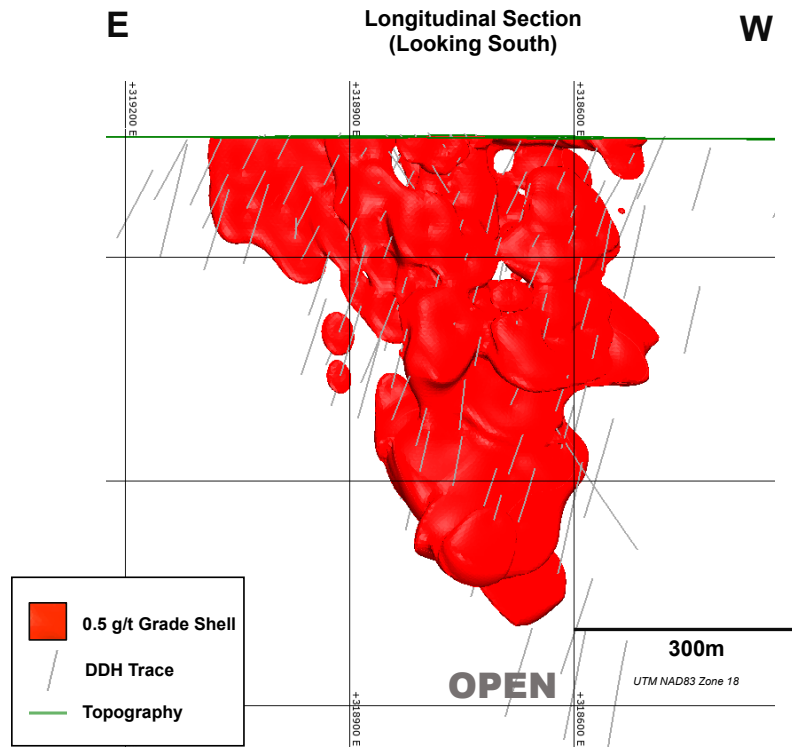 E
Longitudinal Section
(Looking South)
W
+319200 E
+318900 E
+318600 E
0.5 g/t Grade Shell
DDH Trace
Topography
300m
UTM NAD83 Zone 18
OPEN
+318900 E
+318600 E